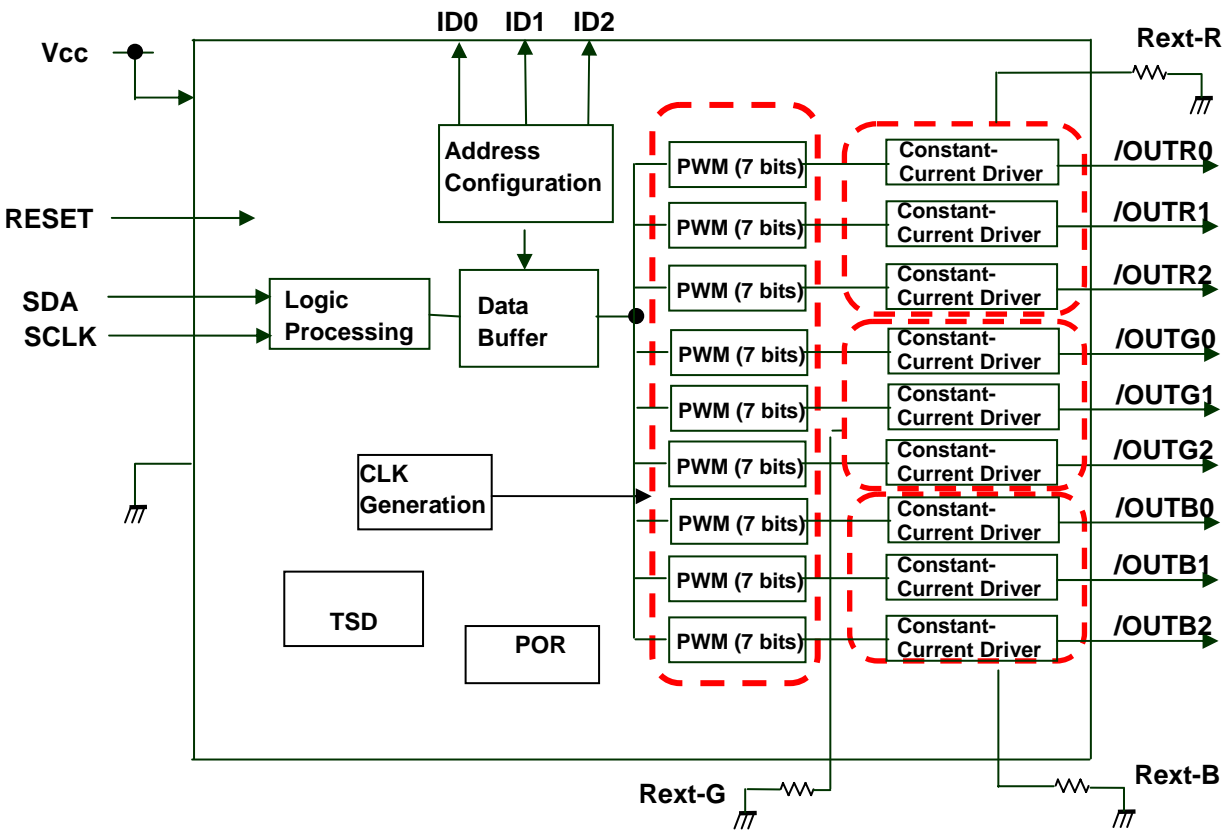 ID0 ID1 ID2
Vcc
Rext-R
Address
Configuration
RESET
SDA
SCLK
Logic
Processing
Data
Buffer
CLK
Generation
TSD
POR
PWM (7 bits)
Constant-
Current Driver
/OUTR0
PWM (7 bits)
Constant-
Current Driver
/OUTR1
PWM (7 bits)
Constant-
Current Driver
/OUTR2
PWM (7 bits)
Constant-
Current Driver
/OUTG0
PWM (7 bits)
Constant-
Current Driver
/OUTG1
PWM (7 bits)
Constant-
Current Driver
/OUTG2
PWM (7 bits)
Constant-
Current Driver
/OUTB0
PWM (7 bits)
Constant-
Current Driver
/OUTB1
PWM (7 bits)
Constant-
Current Driver
/OUTB2
Rext-G
Rext-B